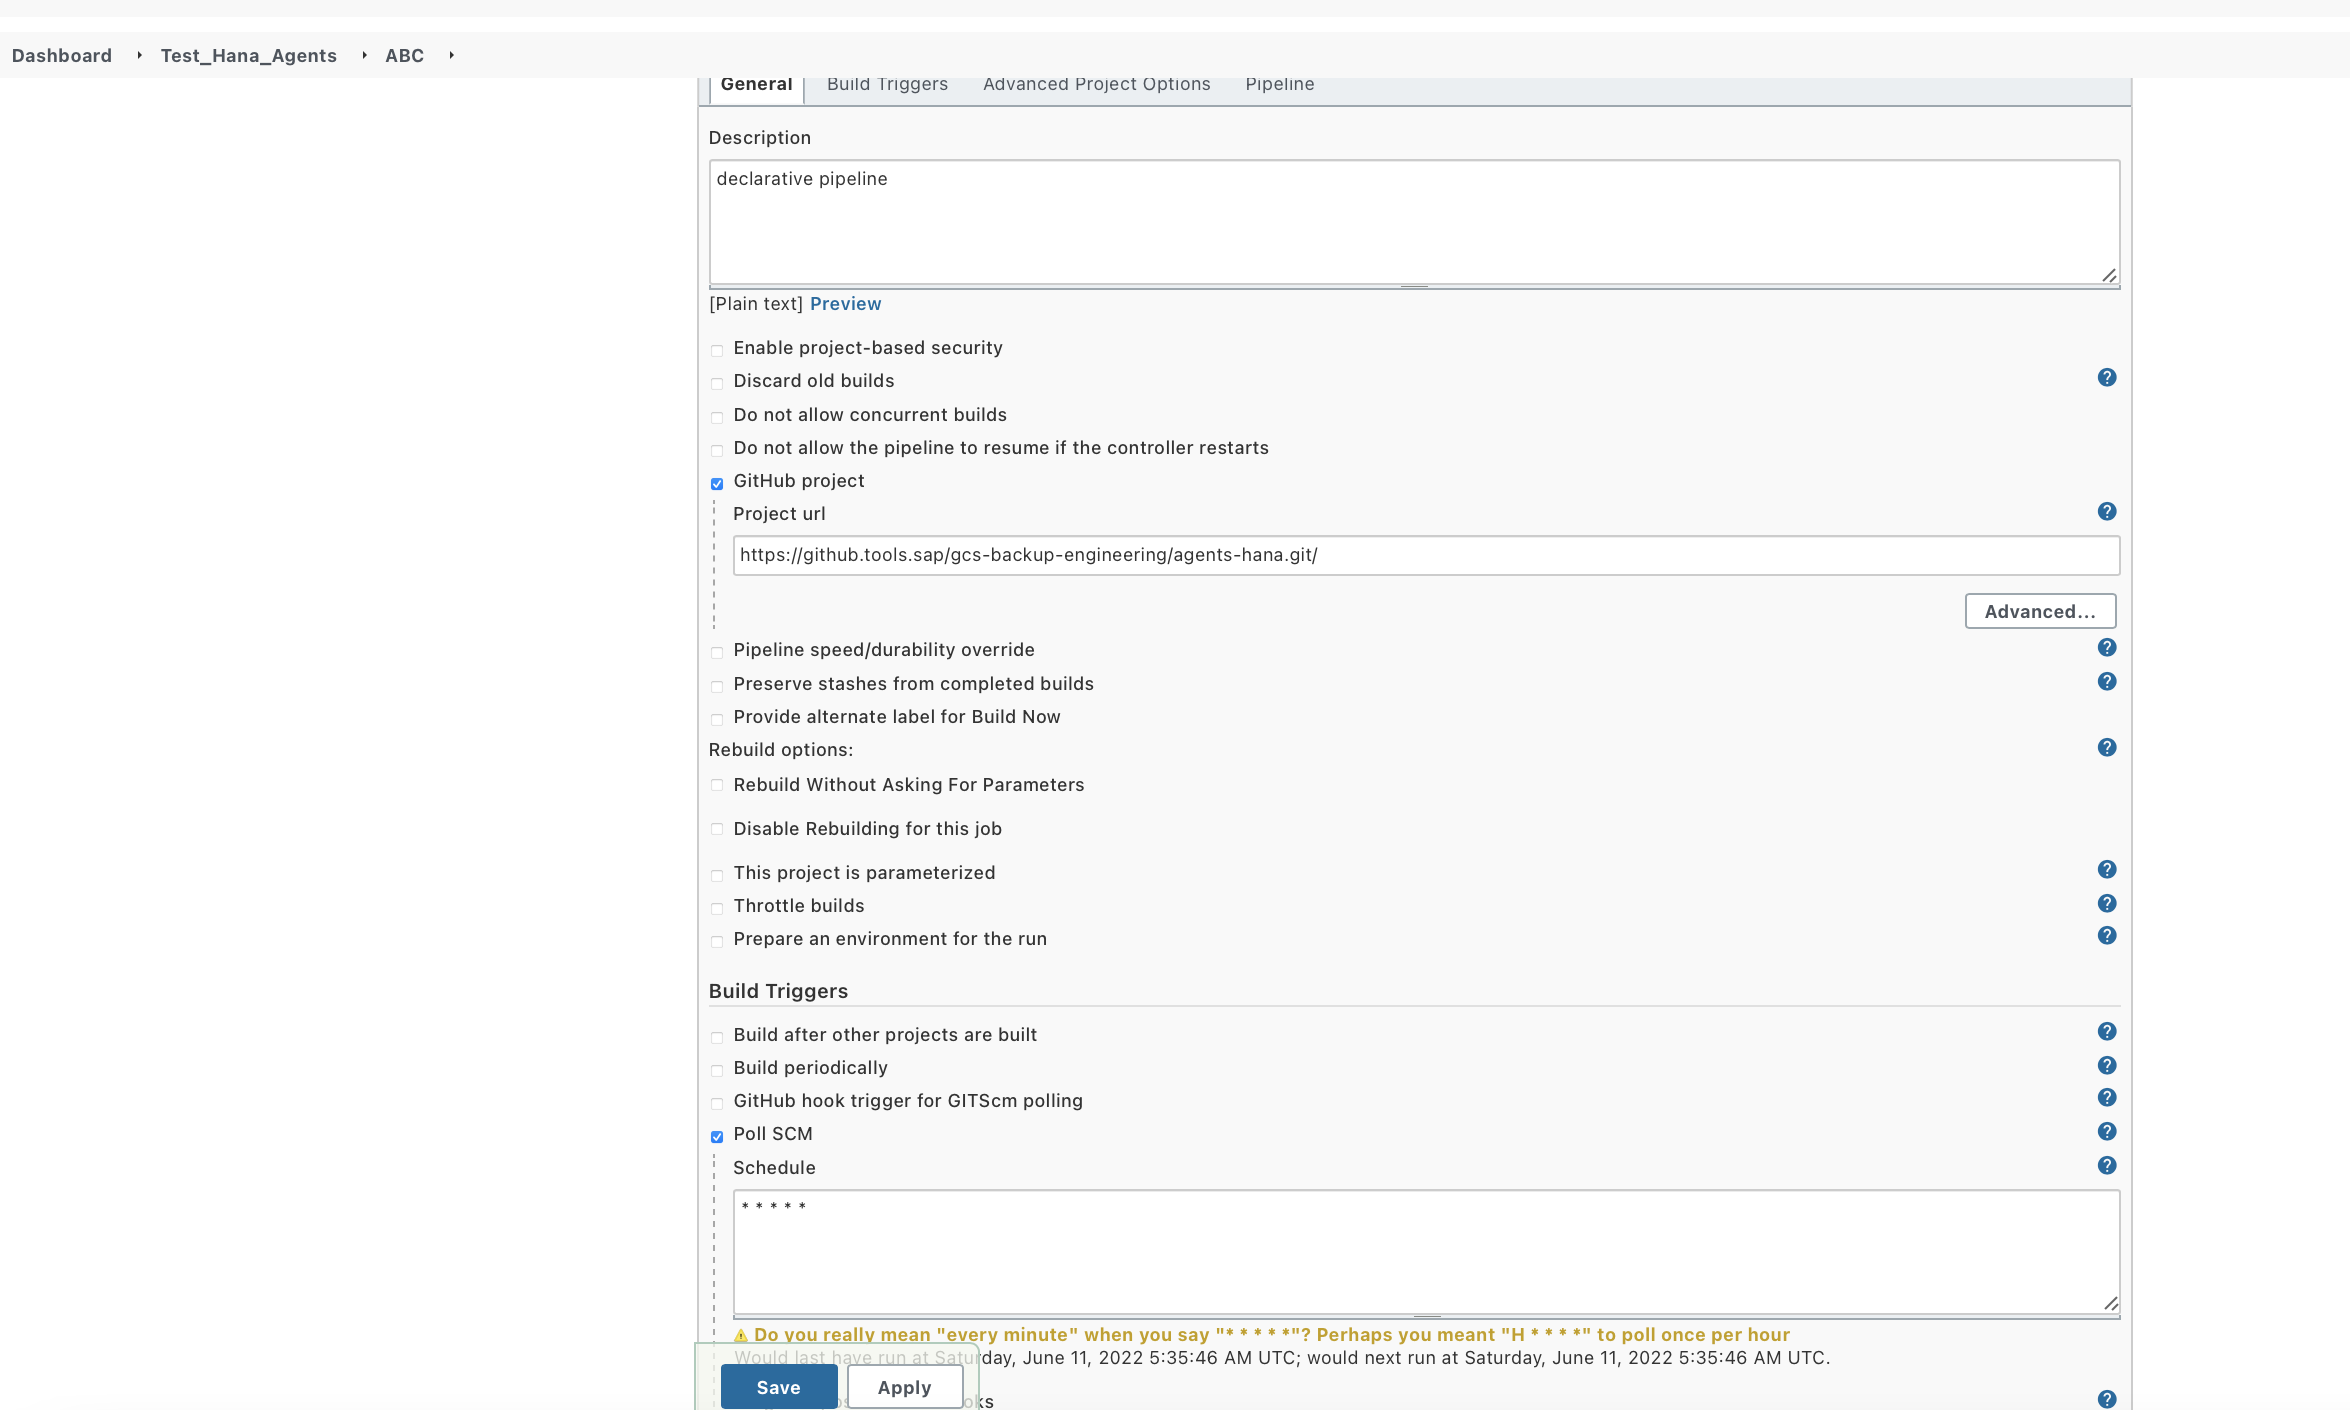 Dashboard Test_Hana_Agents ABC
General Build Triggers Advanced Project Options Pipeline
Description
declarative pipeline
[Plain text] Preview
Enable project-based security
Discard old builds
Do not allow concurrent builds
Do not allow the pipeline to resume if the controller restarts
GitHub project
Project url
https://github.tools.sap/gcs-backup-engineering/agents-hana.git/
Advanced...
Pipeline speed/durability override
Preserve stashes from completed builds
Provide alternate label for Build Now
Rebuild options:
Rebuild Without Asking For Parameters
Disable Rebuilding for this job
This project is parameterized
Throttle builds
Prepare an environment for the run
Build Triggers
Build after other projects are built
Build periodically
GitHub hook trigger for GITScm polling
Poll SCM
Schedule
* * * * *
Do you really mean "every minute" when you say "* * * * *"? Perhaps you meant "H * * * *" to poll once per hour
Would last have run at Saturday, June 11, 2022 5:35:46 AM UTC; would next run at Saturday, June 11, 2022 5:35:46 AM UTC.
Save Apply